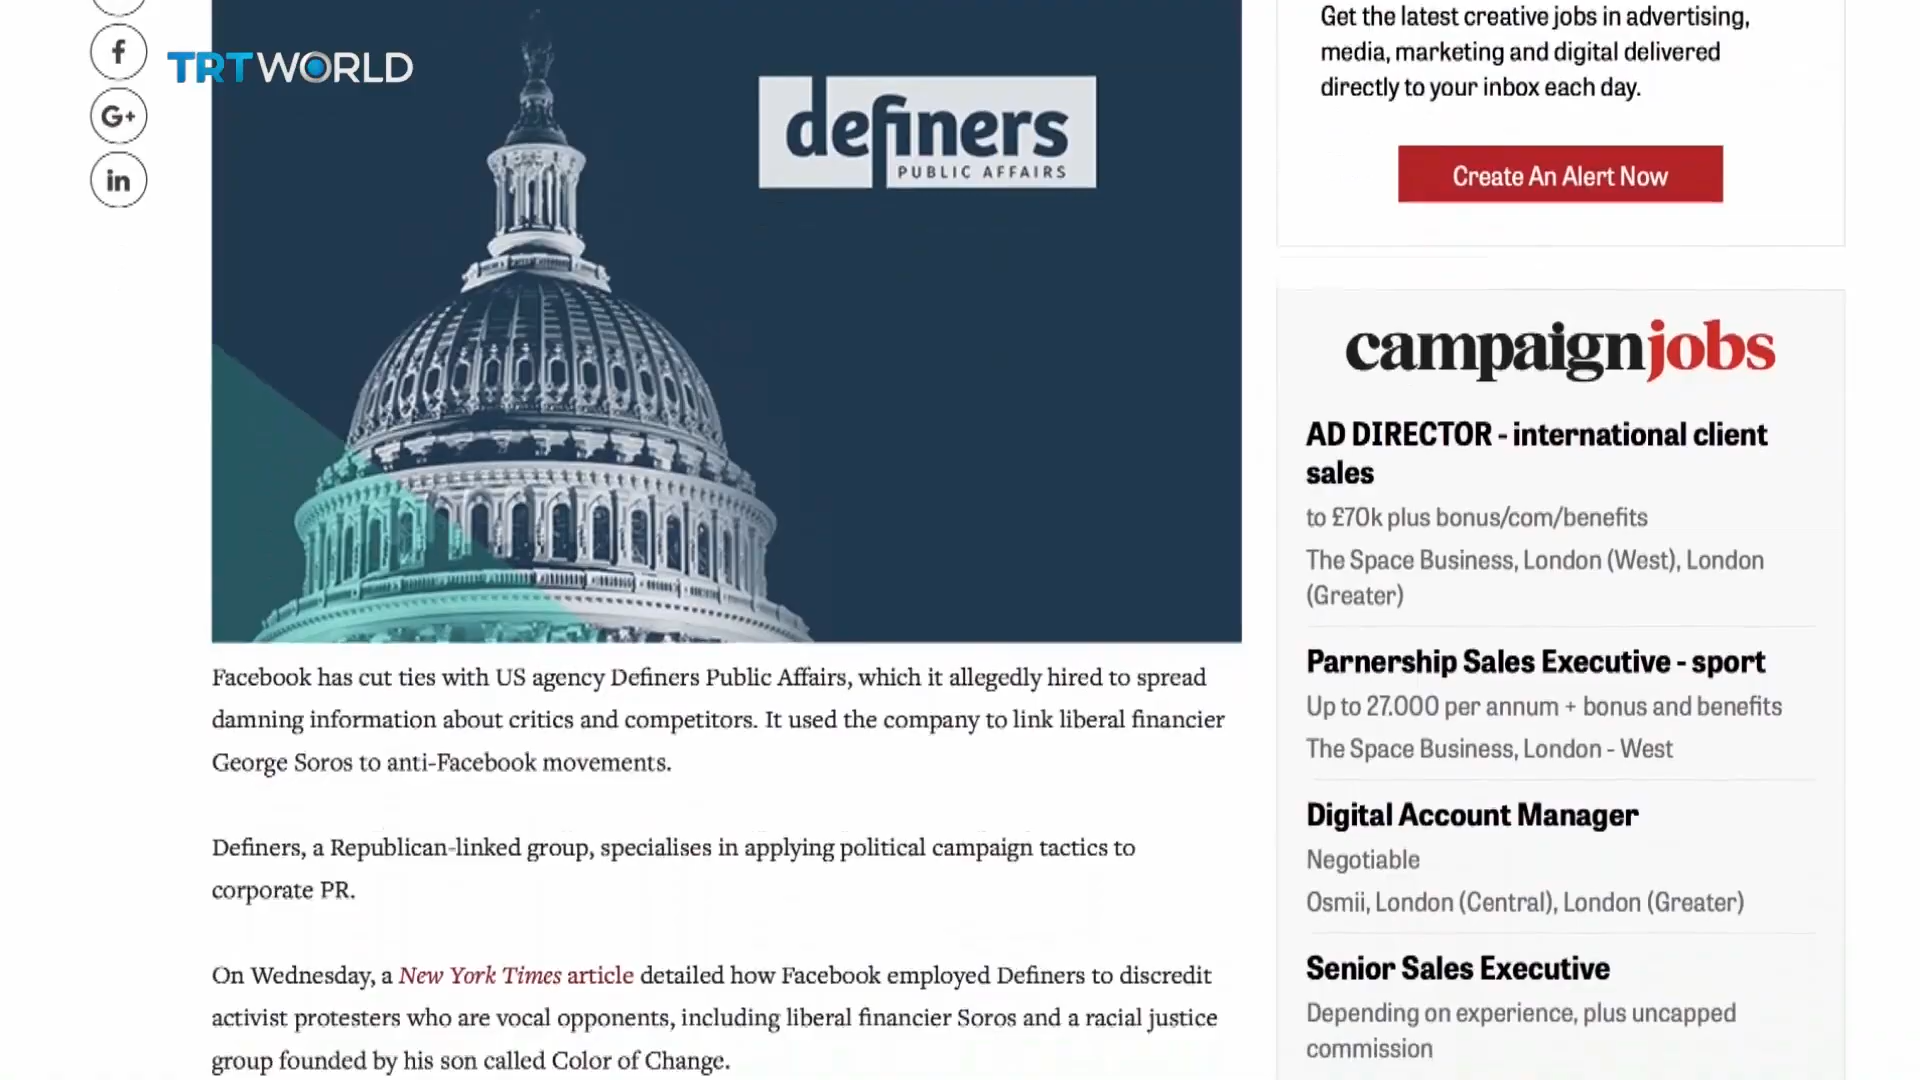 f
TRT WORLD
G+
in
definers
PUBLIC AFFAIRS
Facebook has cut ties with US agency Definers Public Affairs, which it allegedly hired to spread
damning information about critics and competitors. It used the company to link liberal financier
George Soros to anti-Facebook movements.
Definers, a Republican-linked group, specialises in applying political campaign tactics to
corporate PR.
On Wednesday, a New York Times article detailed how Facebook employed Definers to discredit
activist protesters who are vocal opponents, including liberal financier Soros and a racial justice
group founded by his son called Color of Change.
Get the latest creative jobs in advertising,
media, marketing and digital delivered
directly to your inbox each day.
Create An Alert Now
campaignjobs
AD DIRECTOR - international client
sales
to £70k plus bonus/com/benefits
The Space Business, London (West), London
(Greater)
Parnership Sales Executive - sport
Up to 27.000 per annum + bonus and benefits
The Space Business, London - West
Digital Account Manager
Negotiable
Osmii, London (Central), London (Greater)
Senior Sales Executive
Depending on experience, plus uncapped
commission